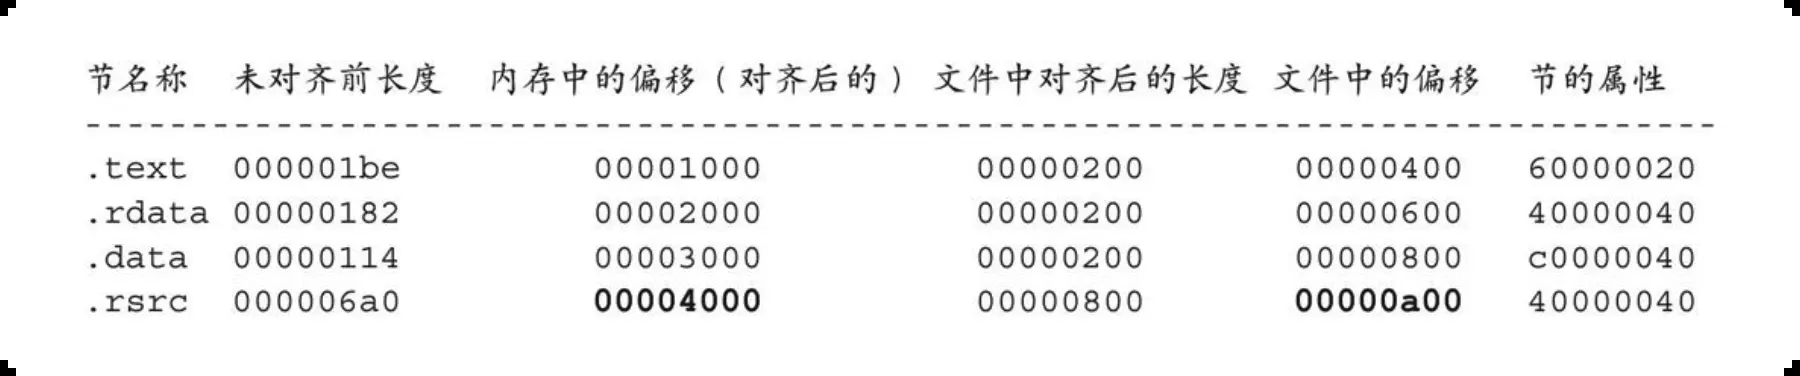 节名称 未对齐前长度 内存中的偏移（对齐后的） 文件中对齐后的长度 文件中的偏移 节的属性
--------------------------------------------------------------------------------
.text 000001be 00001000 00000200 00000400 60000020
.rdata 00000182 00002000 00000200 00000600 40000040
.data 00000114 00003000 00000200 00000800 c0000040
.rsrc 000006a0 00004000 00000800 00000a00 40000040